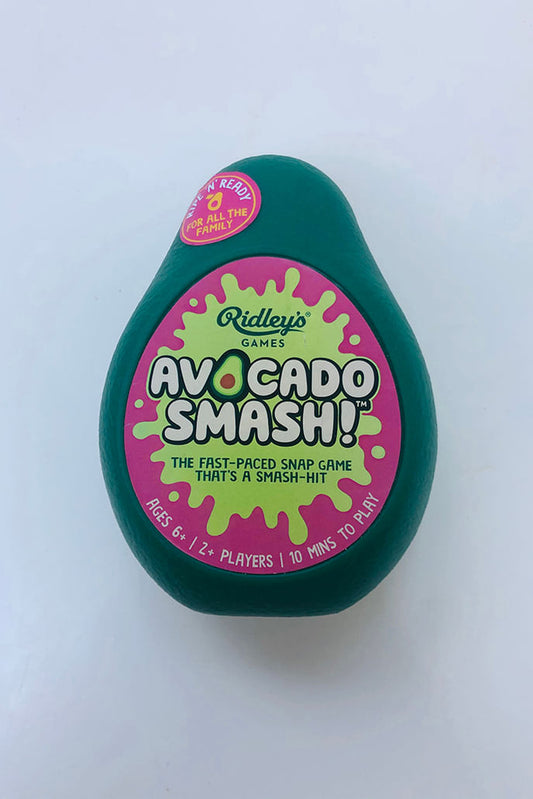 RIPE 'N' READY
FOR ALL THE
FAMILY
Ridley's®
GAMES
AVOCADO
SMASH!™
THE FAST-PACED SNAP GAME
THAT'S A SMASH-HIT
AGES 6+ | 2+ PLAYERS | 10 MINS TO PLAY